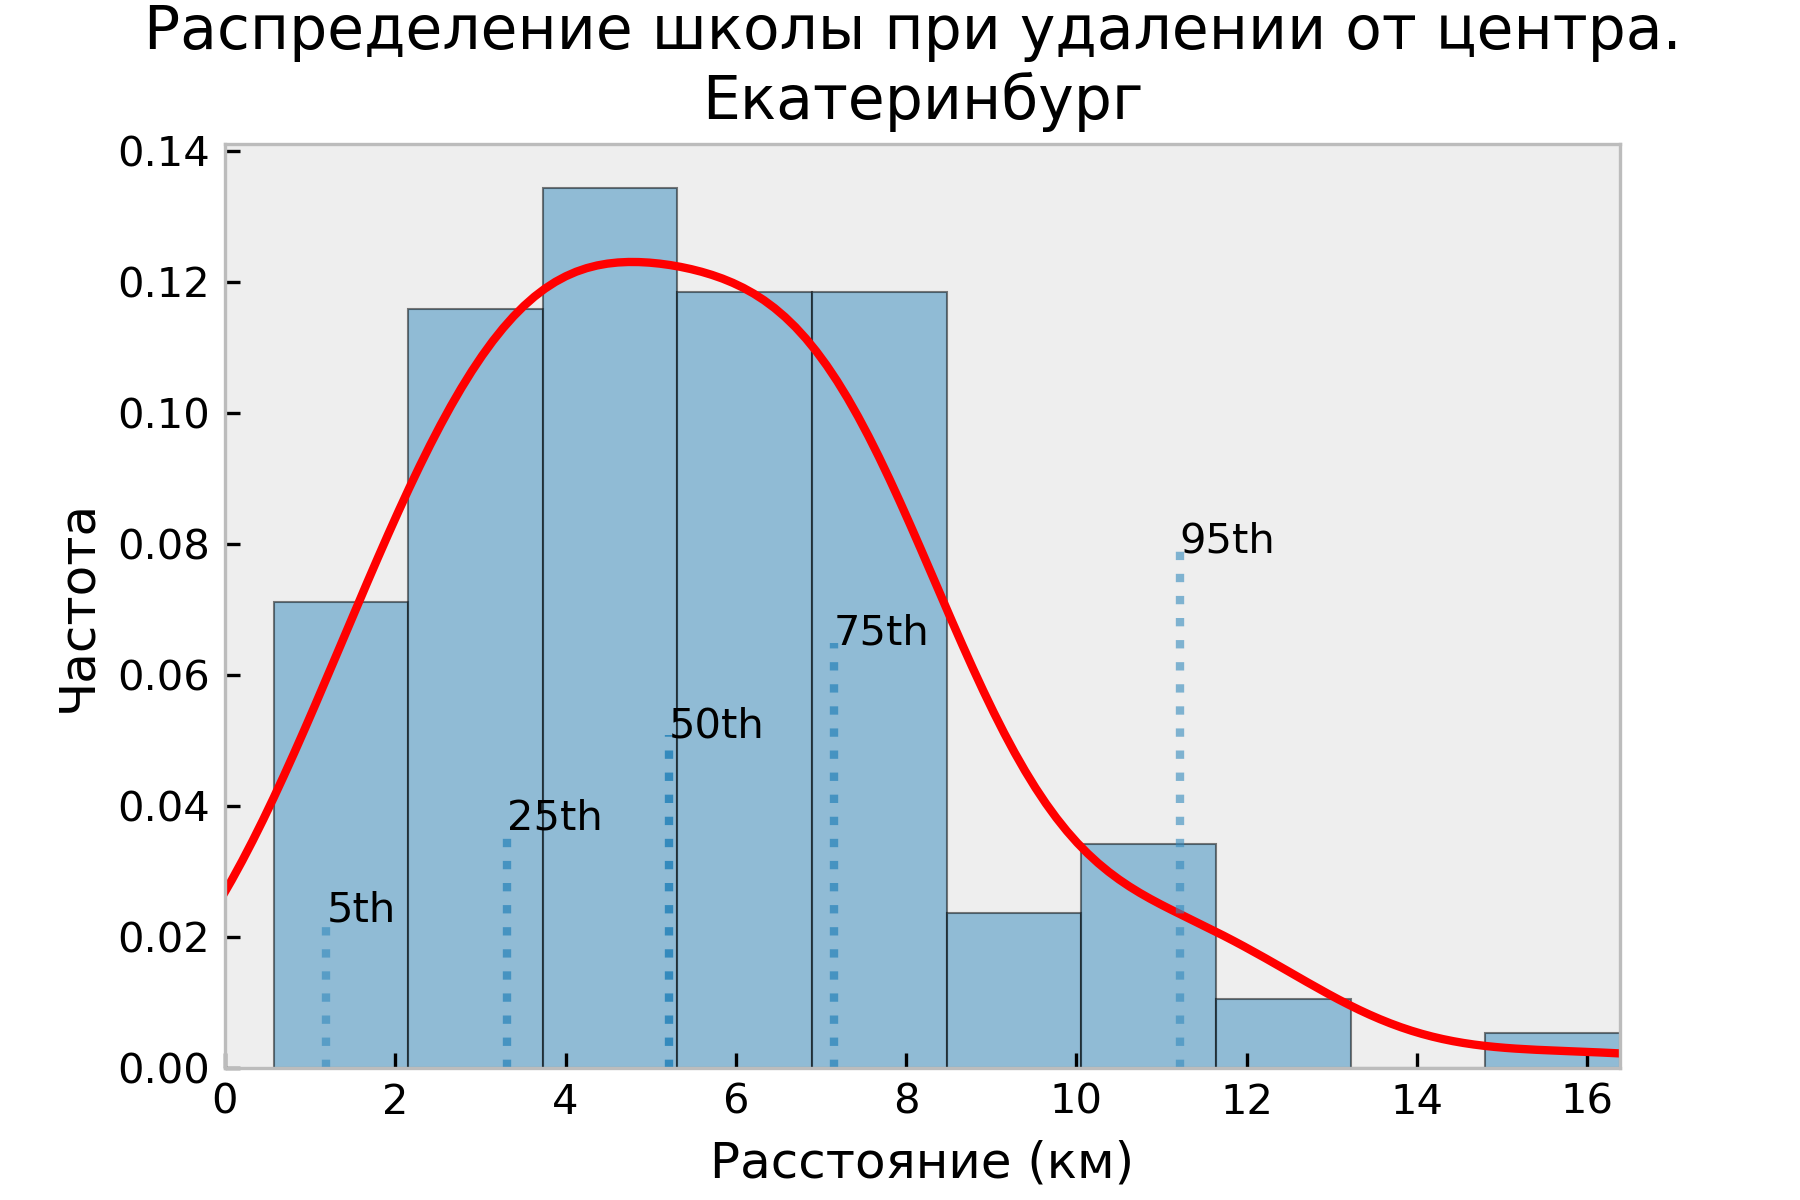 Распределение школы при удалении от центра.
Екатеринбург
0.14
0.12
0.10
0.08
0.06
0.04
0.02
0.00
Частота
95th
75th
50th
25th
5th
0 2 4 6 8 10 12 14 16
Расстояние (км)